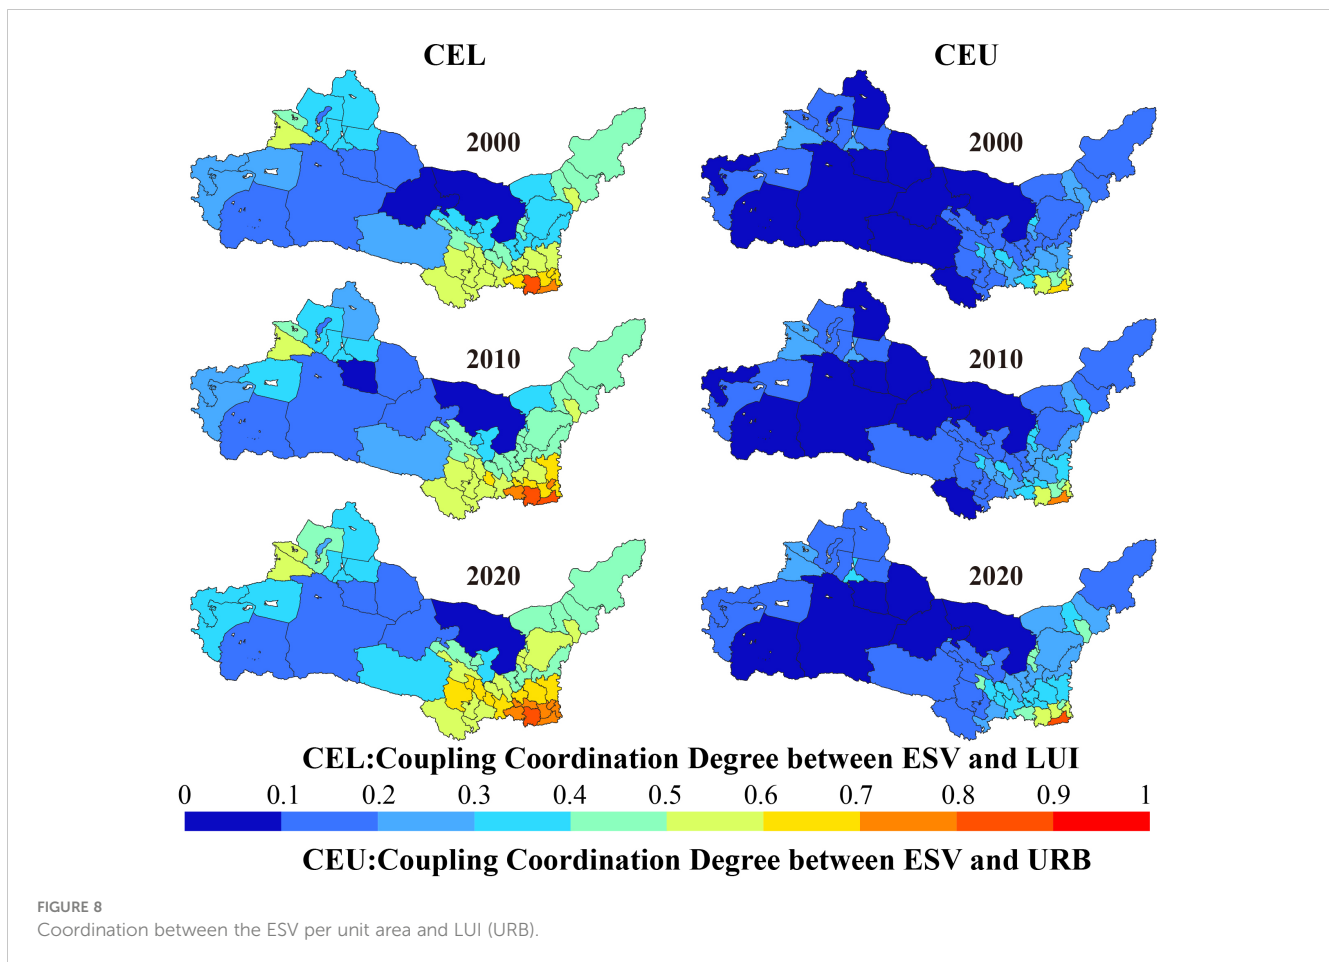 CEL
CEU
2000
2000
2010
2010
2020
2020
CEL:Coupling Coordination Degree between ESV and LUI
0 0.1 0.2 0.3 0.4 0.5 0.6 0.7 0.8 0.9 1
CEU:Coupling Coordination Degree between ESV and URB
FIGURE 8
Coordination between the ESV per unit area and LUI (URB).